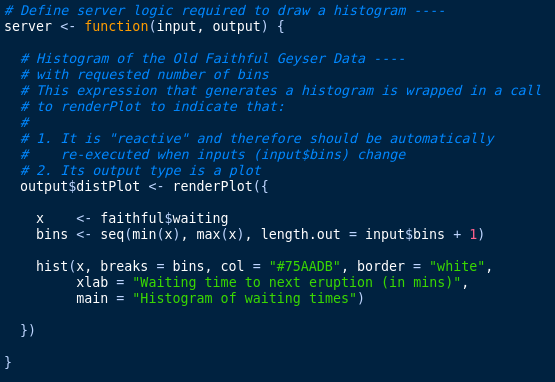 # Define server logic required to draw a histogram ----
server <- function(input, output) {

  # Histogram of the Old Faithful Geyser Data ----
  # with requested number of bins
  # This expression that generates a histogram is wrapped in a call
  # to renderPlot to indicate that:
  #
  # 1. It is "reactive" and therefore should be automatically
  #    re-executed when inputs (input$bins) change
  # 2. Its output type is a plot
  output$distPlot <- renderPlot({

    x    <- faithful$waiting
    bins <- seq(min(x), max(x), length.out = input$bins + 1)

    hist(x, breaks = bins, col = "#75AADB", border = "white",
         xlab = "Waiting time to next eruption (in mins)",
         main = "Histogram of waiting times")

  })

}